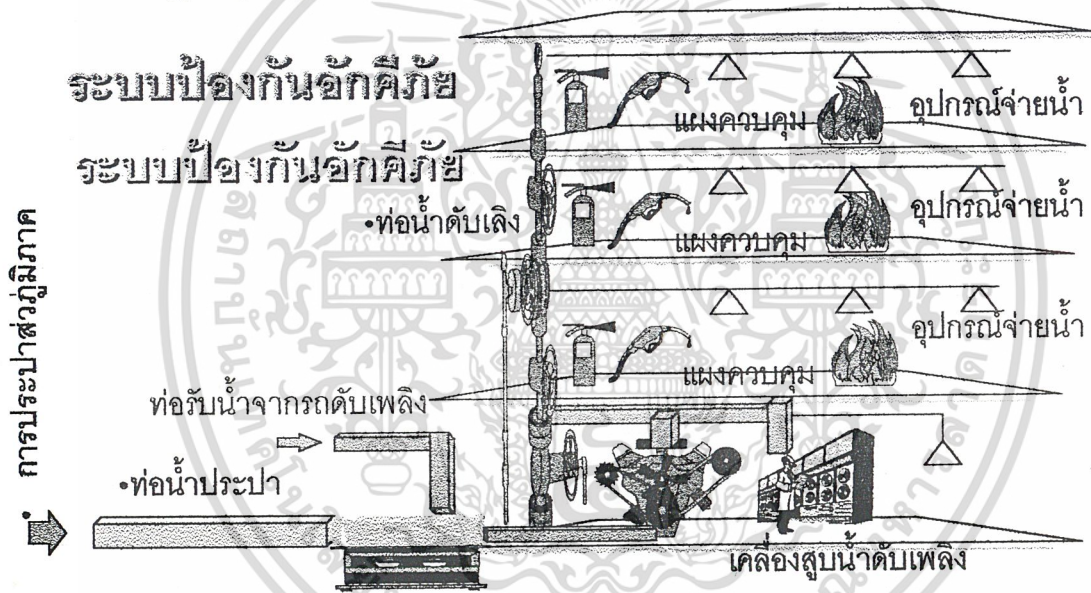 ระบบป้องกันอักคีภัย
ระบบป้องกันอักคีภัย
แผงควบคุม
อุปกรณ์จ่ายน้ำ
•ท่อน้ำดับเลิง
แผงควบคุม
อุปกรณ์จ่ายน้ำ
แผงควบคุม
อุปกรณ์จ่ายน้ำ
• การประปาสว่ภูมิภาค
ท่อรับน้ำจากรถดับเพลิง
•ท่อน้ำประปา
เคลื่องสูบน้ำดับเพลิง